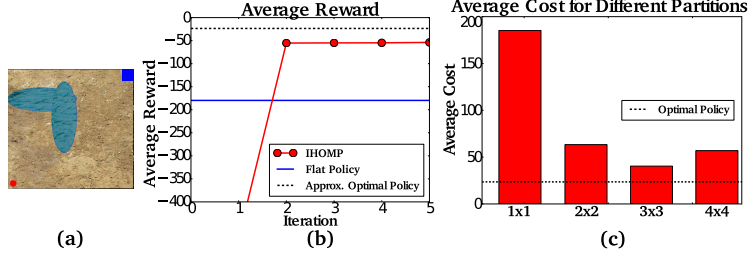 Average Reward
Average Reward
0
−50
−100
−150
−200
−250
−300
−350
−400
0
1
2
3
4
5
Iteration
IHOMP
Flat Policy
Approx. Optimal Policy
Average Cost for Different Partitions
Average Cost
200
150
100
50
0
Optimal Policy
1x1
2x2
3x3
4x4
(a)
(b)
(c)